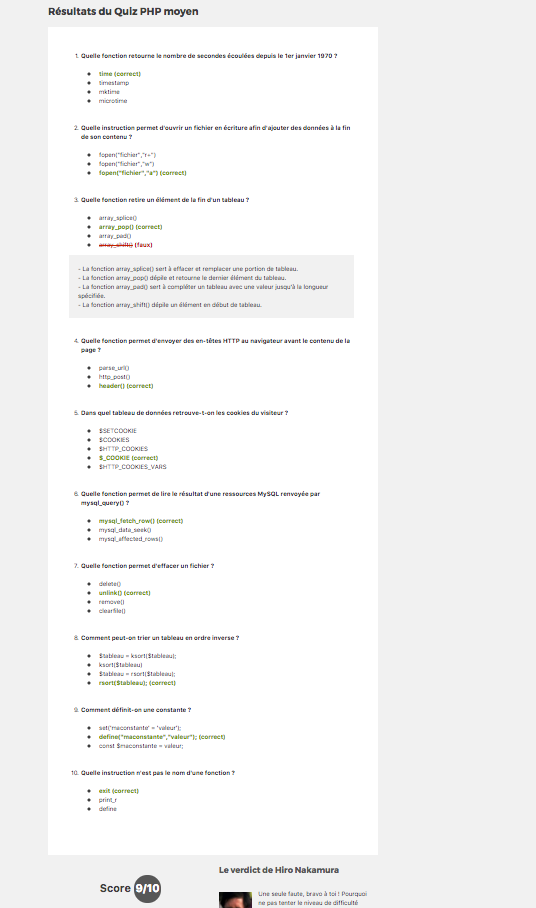 Résultats du Quiz PHP moyen
1. Quelle fonction retourne le nombre de secondes écoulées depuis le 1er janvier 1970 ?
time (correct)
timestamp
mktime
microtime
2. Quelle instruction permet d'ouvrir un fichier en écriture afin d'ajouter des données à la fin
de son contenu ?
fopen("fichier","r+")
fopen("fichier","w")
fopen("fichier","a") (correct)
3. Quelle fonction retire un élément de la fin d'un tableau ?
array_splice()
array_pop() (correct)
array_pad()
array_shift() (faux)
- La fonction array_splice() sert à effacer et remplacer une portion de tableau.
- La fonction array_pop() dépile et retourne le dernier élément du tableau.
- La fonction array_pad() sert à compléter un tableau avec une valeur jusqu'à la longueur
spécifiée.
- La fonction array_shift() dépile un élément en début de tableau.
4. Quelle fonction permet d'envoyer des en-têtes HTTP au navigateur avant le contenu de la
page ?
parse_url()
http_post()
header() (correct)
5. Dans quel tableau de données retrouve-t-on les cookies du visiteur ?
$SETCOOKIE
$COOKIES
$HTTP_COOKIES
$_COOKIE (correct)
$HTTP_COOKIES_VARS
6. Quelle fonction permet de lire le résultat d'une ressources MySQL renvoyée par
mysql_query() ?
mysql_fetch_row() (correct)
mysql_data_seek()
mysql_affected_rows()
7. Quelle fonction permet d'effacer un fichier ?
delete()
unlink() (correct)
remove()
clearfile()
8. Comment peut-on trier un tableau en ordre inverse ?
$tableau = ksort($tableau);
ksort($tableau)
$tableau = rsort($tableau);
rsort($tableau); (correct)
9. Comment définit-on une constante ?
set('maconstante' = 'valeur');
define("maconstante","valeur"); (correct)
const $maconstante = valeur;
10. Quelle instruction n'est pas le nom d'une fonction ?
exit (correct)
print_r
define
Score 9/10
Le verdict de Hiro Nakamura
Une seule faute, bravo à toi ! Pourquoi
ne pas tenter le niveau de difficulté